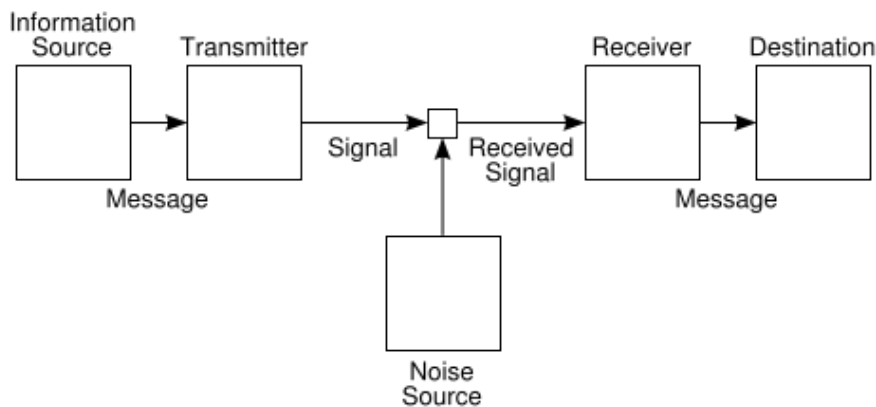 Information
Source
Transmitter
Receiver
Destination
Signal
Received
Signal
Message
Message
Noise
Source